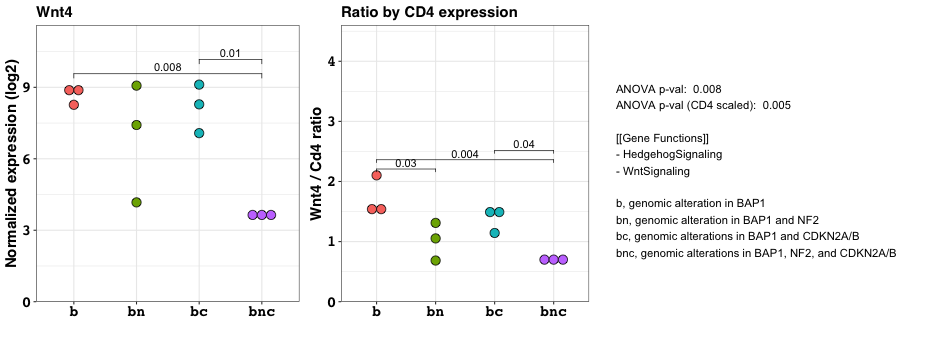 Wnt4
Normalized expression (log2)
9
6
3
0
0.01
0.008
b bn bc bnc
Ratio by CD4 expression
Wnt4 / Cd4 ratio
4
3
2
1
0
0.04
0.004
0.03
b bn bc bnc
ANOVA p-val: 0.008
ANOVA p-val (CD4 scaled): 0.005
[[Gene Functions]]
- HedgehogSignaling
- WntSignaling
b, genomic alteration in BAP1
bn, genomic alteration in BAP1 and NF2
bc, genomic alterations in BAP1 and CDKN2A/B
bnc, genomic alterations in BAP1, NF2, and CDKN2A/B